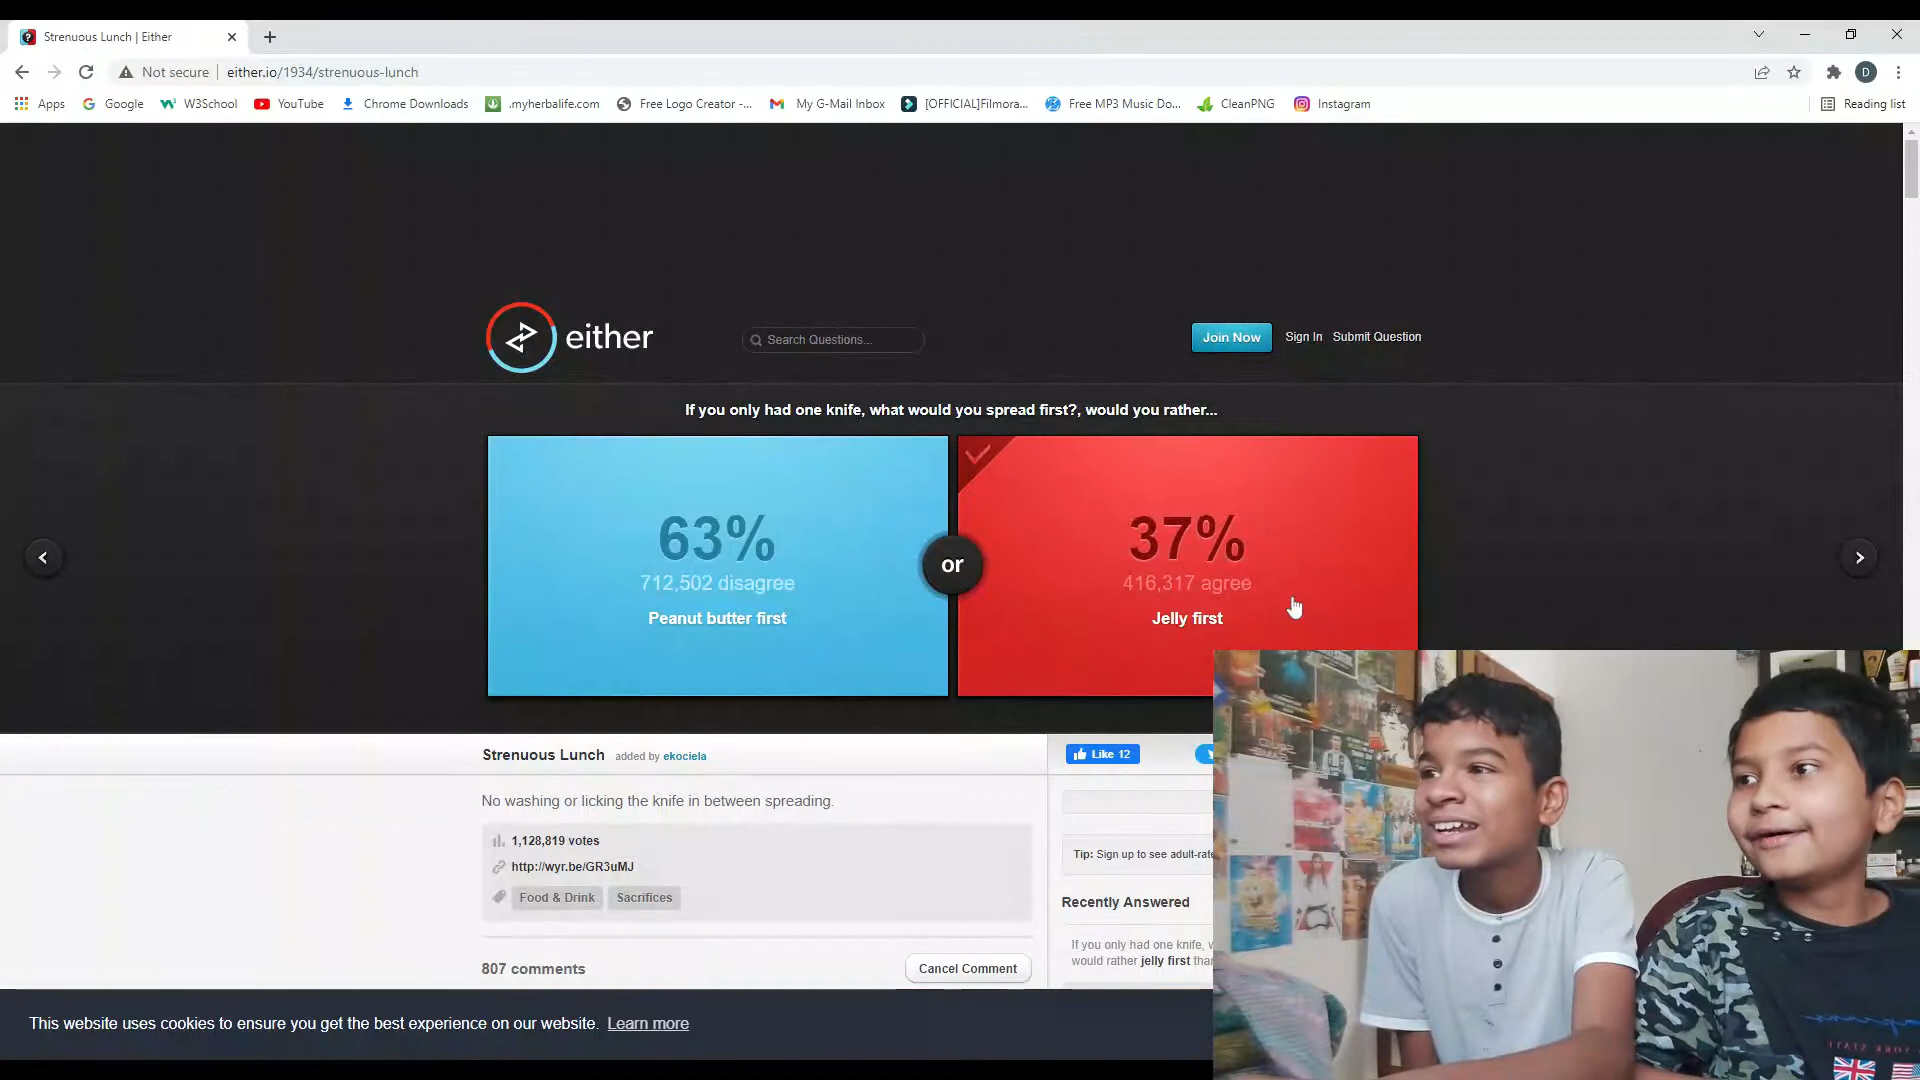 Strenuous Lunch | Either
Not secure
either.io/1934/strenuous-lunch
Apps
Google
W3School
YouTube
Chrome Downloads
.myherbalife.com
Free Logo Creator -...
My G-Mail Inbox
[OFFICIAL]Filmora...
Free MP3 Music Do...
CleanPNG
Instagram
Reading list
either
Search Questions...
Join Now
Sign In
Submit Question
If you only had one knife, what would you spread first?, would you rather...
63%
712,502 disagree
Peanut butter first
or
37%
416,317 agree
Jelly first
Strenuous Lunch added by ekociela
Like 12
No washing or licking the knife in between spreading.
1,128,819 votes
http://wyr.be/GR3uMJ
Food & Drink
Sacrifices
Tip: Sign up to see adult-rate
Recently Answered
If you only had one knife,
would rather jelly first
807 comments
Cancel Comment
This website uses cookies to ensure you get the best experience on our website. Learn more